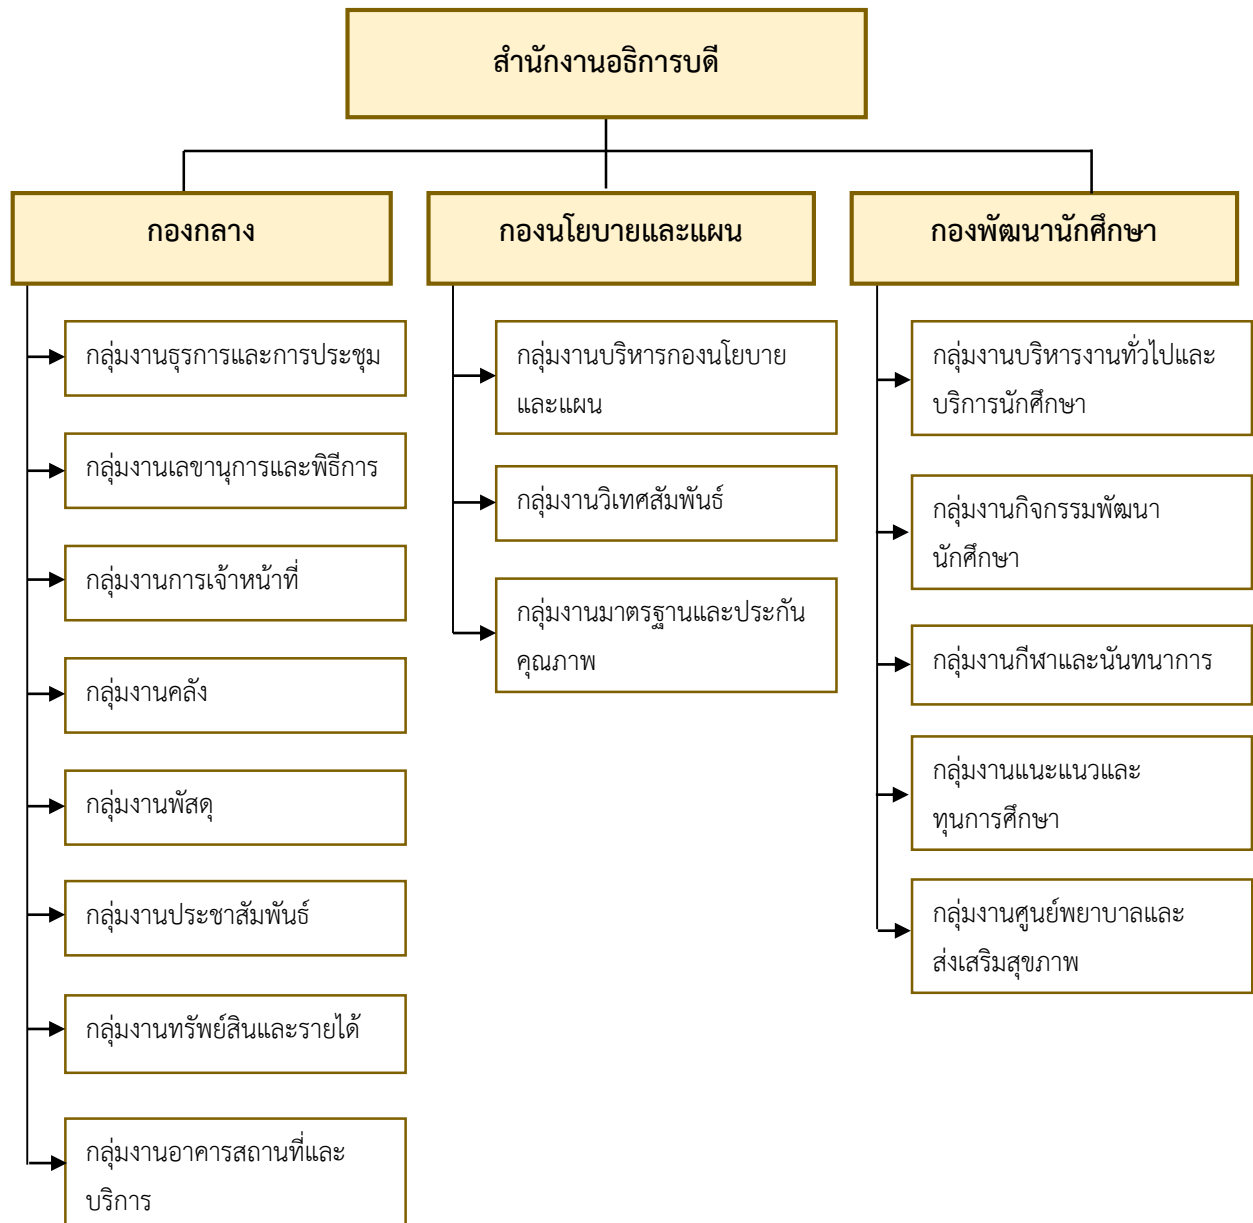 สำนักงานอธิการบดี
กองกลาง
กลุ่มงานธุรการและการประชุม
กลุ่มงานเลขานุการและพิธีการ
กลุ่มงานการเจ้าหน้าที่
กลุ่มงานคลัง
กลุ่มงานพัสดุ
กลุ่มงานประชาสัมพันธ์
กลุ่มงานทรัพย์สินและรายได้
กลุ่มงานอาคารสถานที่และ
บริการ
กองนโยบายและแผน
กลุ่มงานบริหารกองนโยบาย
และแผน
กลุ่มงานวิเทศสัมพันธ์
กลุ่มงานมาตรฐานและประกัน
คุณภาพ
กองพัฒนานักศึกษา
กลุ่มงานบริหารงานทั่วไปและ
บริการนักศึกษา
กลุ่มงานกิจกรรมพัฒนา
นักศึกษา
กลุ่มงานกีฬาและนันทนาการ
กลุ่มงานแนะแนวและ
ทุนการศึกษา
กลุ่มงานศูนย์พยาบาลและ
ส่งเสริมสุขภาพ